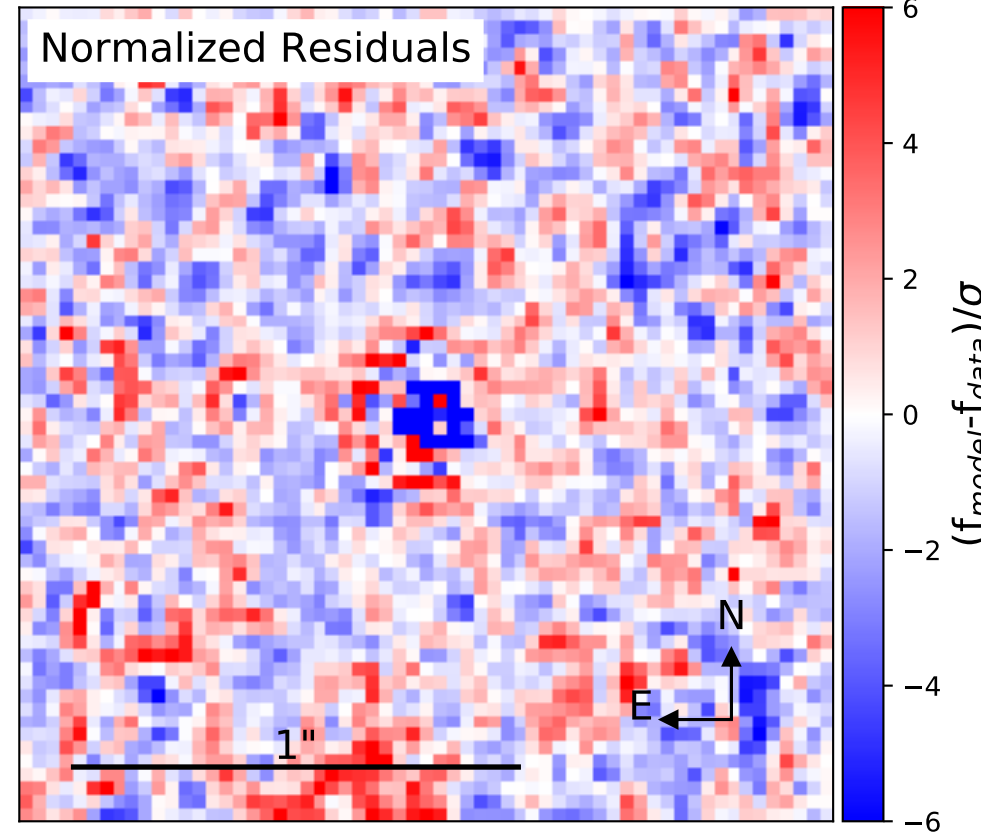 Normalized Residuals
6
4
2
0
−2
−4
−6
(f_model-f_data)/σ
N
E
1"